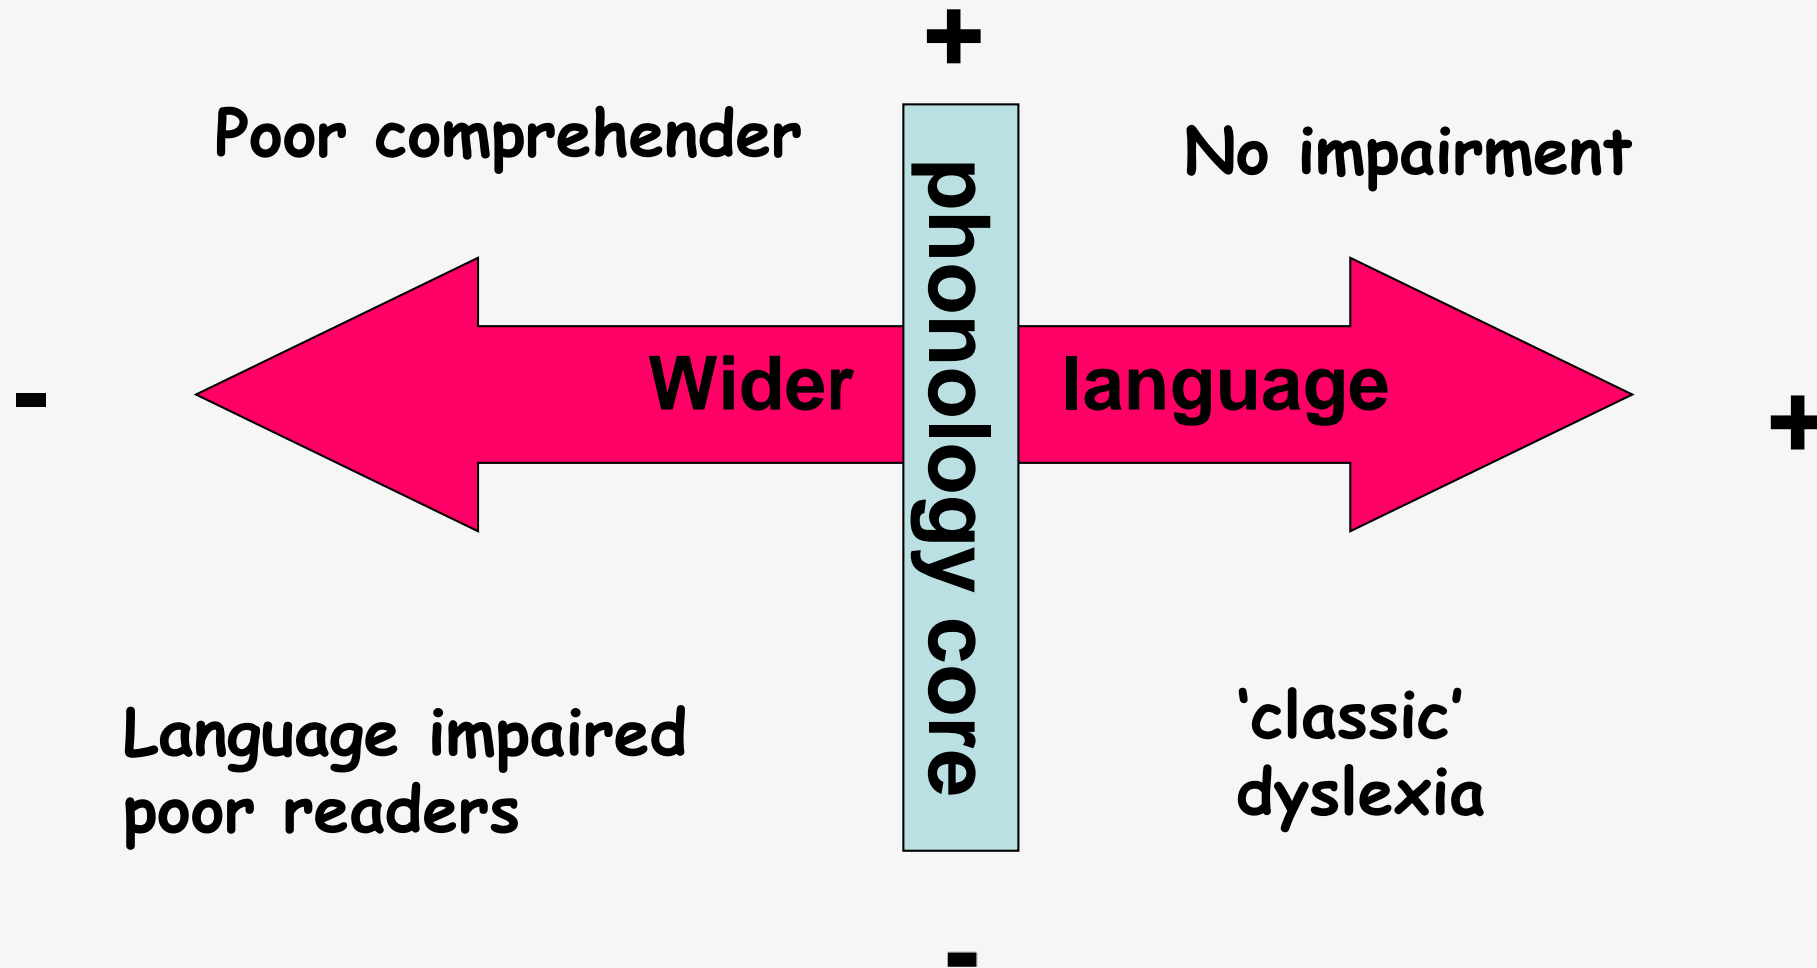 +
Poor comprehender
No impairment
phonology core
Wider
language
-
+
Language impaired
poor readers
‘classic’
dyslexia
-